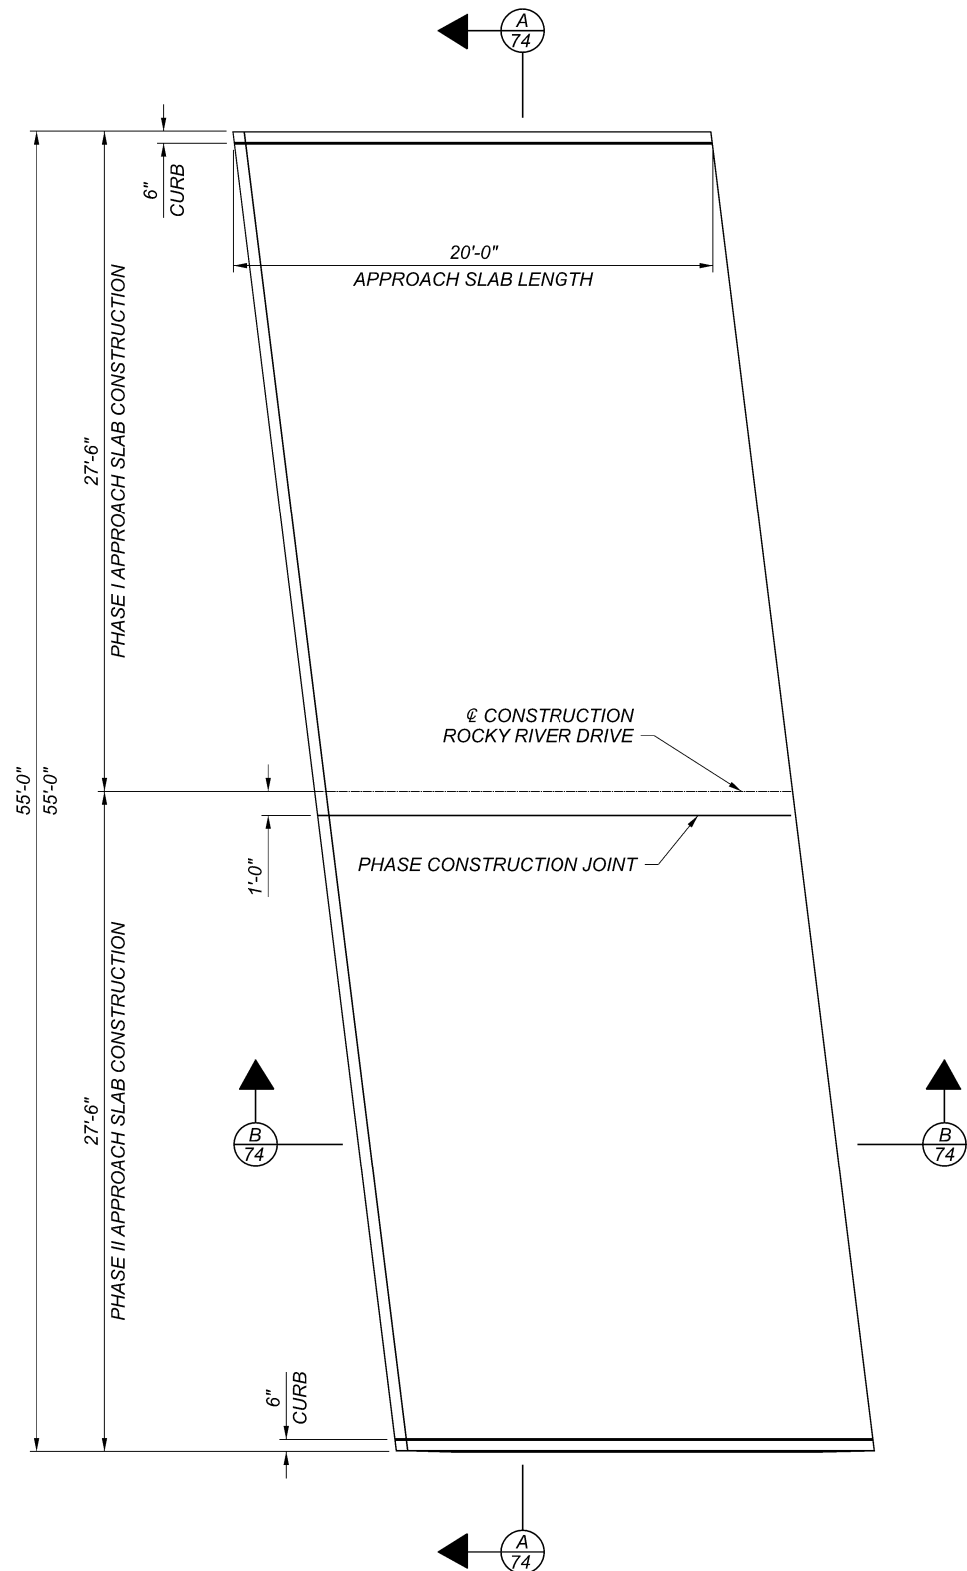 A
74
6"
CURB
20'-0"
APPROACH SLAB LENGTH
27'-6"
PHASE I APPROACH SLAB CONSTRUCTION
℄ CONSTRUCTION
ROCKY RIVER DRIVE
55'-0"
55'-0"
1'-0"
PHASE CONSTRUCTION JOINT
27'-6"
PHASE II APPROACH SLAB CONSTRUCTION
B
74
B
74
6"
CURB
A
74